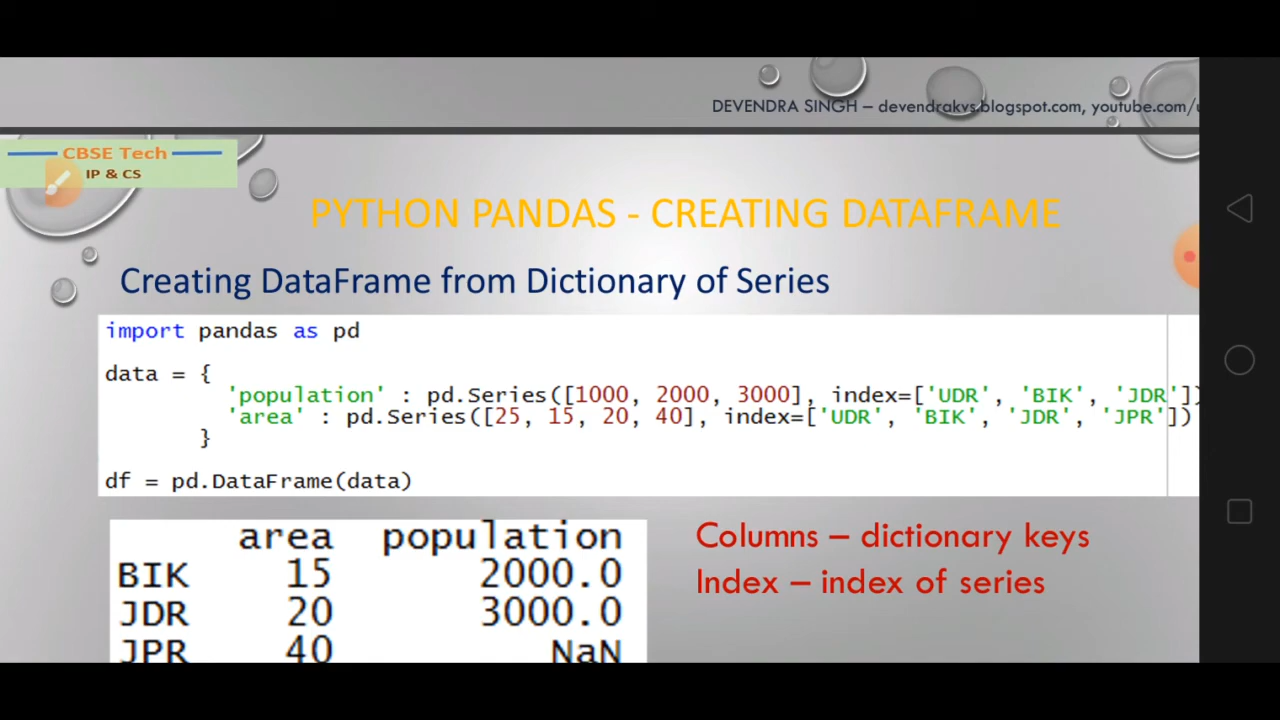 DEVENDRA SINGH – devendrakvs.blogspot.com, youtube.com/u
CBSE Tech
IP & CS
PYTHON PANDAS - CREATING DATAFRAME
Creating DataFrame from Dictionary of Series
import pandas as pd
data = {
'population' : pd.Series([1000, 2000, 3000], index=['UDR', 'BIK', 'JDR']),
'area' : pd.Series([25, 15, 20, 40], index=['UDR', 'BIK', 'JDR', 'JPR'])
}
df = pd.DataFrame(data)
area population
BIK 15 2000.0
JDR 20 3000.0
JPR 40 NaN
Columns – dictionary keys
Index – index of series